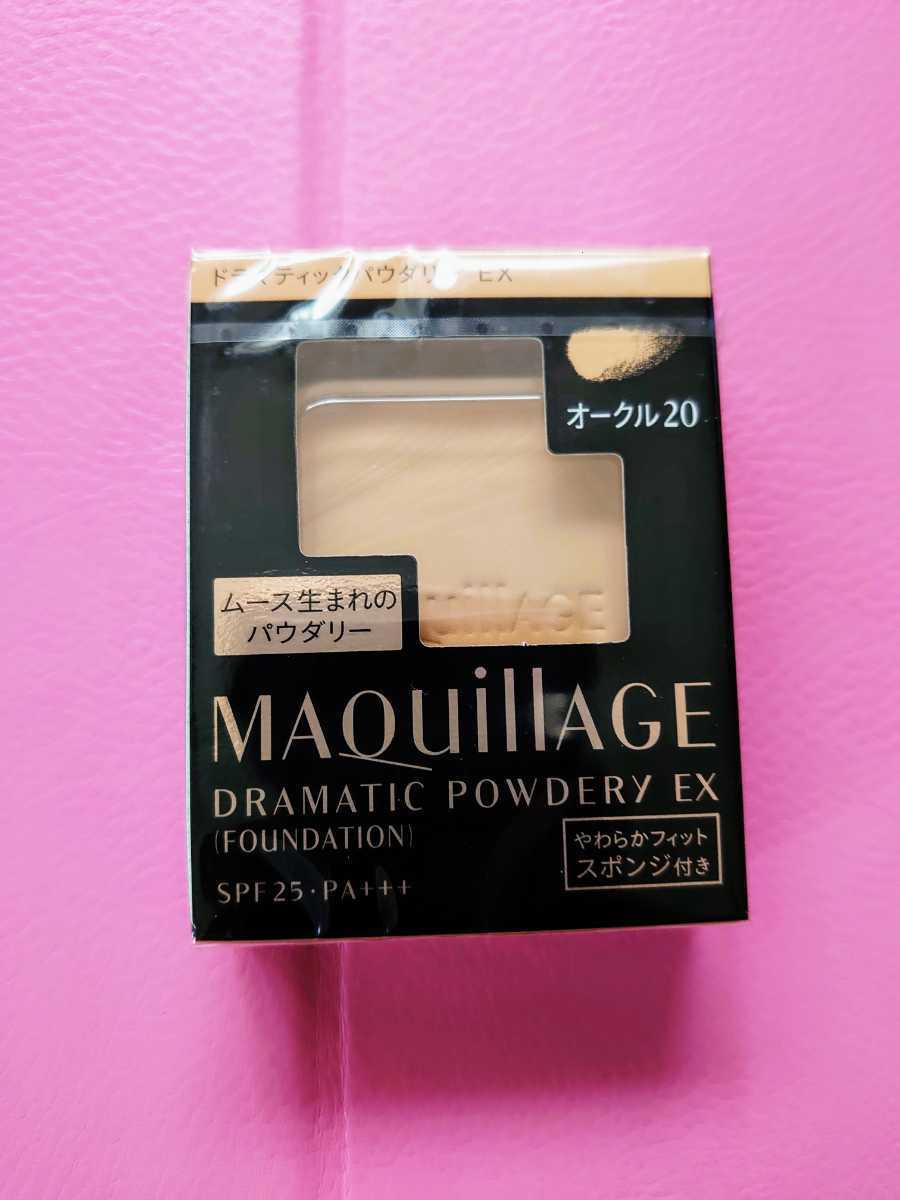 ドラマティックパウダリー EX
オークル20
uillAGE
ムース生まれの
パウダリー
MAQuillAGE
DRAMATIC POWDERY EX
(FOUNDATION)
やわらかフィット
スポンジ付き
SPF25・PA+++